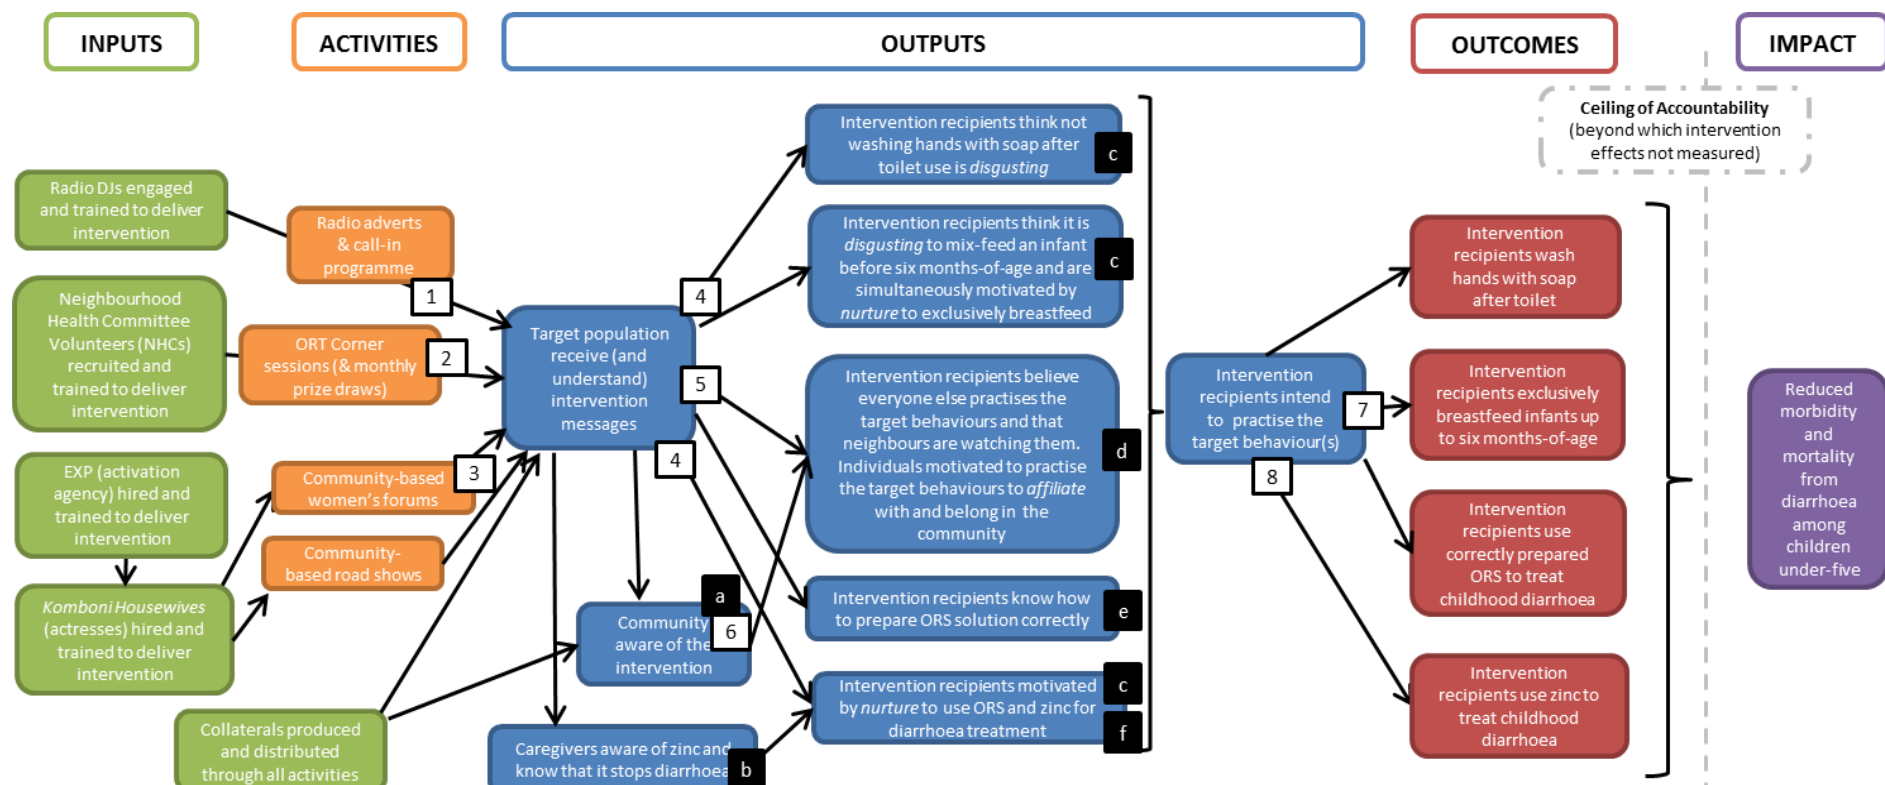 INPUTS
ACTIVITIES
OUTPUTS
OUTCOMES
IMPACT
Ceiling of Accountability
(beyond which intervention
effects not measured)
Radio DJs engaged
and trained to deliver
intervention
Neighbourhood
Health Committee
Volunteers (NHCs)
recruited and
trained to deliver
intervention
EXP (activation
agency) hired and
trained to deliver
intervention
Komboni Housewives
(actresses) hired and
trained to deliver
intervention
Collaterals produced
and distributed
through all activities
Radio adverts
& call-in
programme
1
ORT Corner
sessions (& monthly
prize draws)
2
Community-based
women's forums
3
Community-
based road shows
Target population
receive (and
understand)
intervention
messages
4
5
4
Community
aware of the
intervention
a
6
Caregivers aware of zinc and
know that it stops diarrhoea
b
Intervention recipients think not
washing hands with soap after
toilet use is disgusting
c
Intervention recipients think it is
disgusting to mix-feed an infant
before six months-of-age and are
simultaneously motivated by
nurture to exclusively breastfeed
c
Intervention recipients believe
everyone else practises the
target behaviours and that
neighbours are watching them.
Individuals motivated to practise
the target behaviours to affiliate
with and belong in the
community
d
Intervention recipients know how
to prepare ORS solution correctly
e
Intervention recipients motivated
by nurture to use ORS and zinc for
diarrhoea treatment
c
f
Intervention
recipients intend
to practise the
target behaviour(s)
7
8
Intervention
recipients wash
hands with soap
after toilet
Intervention
recipients exclusively
breastfeed infants up
to six months-of-age
Intervention
recipients use
correctly prepared
ORS to treat
childhood diarrhoea
Intervention
recipients use zinc to
treat childhood
diarrhoea
Reduced
morbidity
and
mortality
from
diarrhoea
among
children
under-five